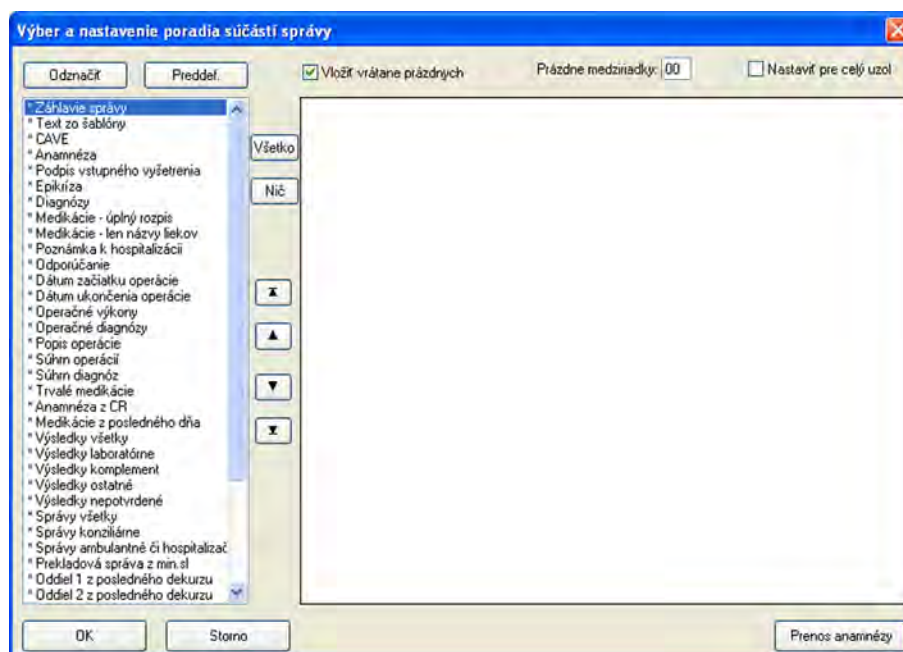 Výber a nastavenie poradia súčástí správy
Odznačiť Preddef. Vložiť vrátane prázdnych Prázdne medziriadky: 00 Nastaviť pre celý uzol
* Záhlavie správy
* Text zo šablóny
* CAVE
* Anamnéza
* Podpis vstupného vyšetrenia
* Epikríza
* Diagnózy
* Medikácie - úplný rozpis
* Medikácie - len názvy liekov
* Poznámka k hospitalizácii
* Odporúčanie
* Dátum začiatku operácie
* Dátum ukončenia operácie
* Operačné výkony
* Operačné diagnózy
* Popis operácie
* Súhrn operácií
* Súhrn diagnóz
* Trvalé medikácie
* Anamnéza z CR
* Medikácie z posledného dňa
* Výsledky všetky
* Výsledky laboratórne
* Výsledky komplement
* Výsledky ostatné
* Výsledky nepotvrdené
* Správy všetky
* Správy konziliárne
* Správy ambulantné či hospitalizač
* Prekladová správa z min.sl
* Oddiel 1 z posledného dekurzu
* Oddiel 2 z posledného dekurzu
Všetko
Nič
OK Storno Prenos anamnézy